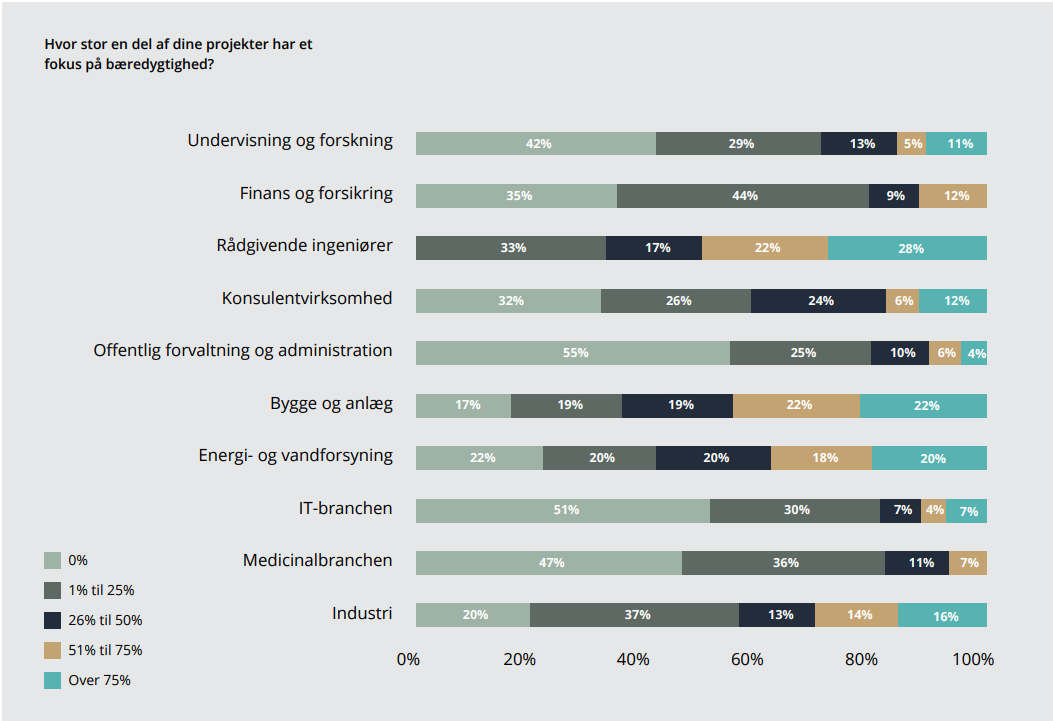 Hvor stor en del af dine projekter har et
fokus på bæredygtighed?
Undervisning og forskning 42% 29% 13% 5% 11%
Finans og forsikring 35% 44% 9% 12%
Rådgivende ingeniører 33% 17% 22% 28%
Konsulentvirksomhed 32% 26% 24% 6% 12%
Offentlig forvaltning og administration 55% 25% 10% 6% 4%
Bygge og anlæg 17% 19% 19% 22% 22%
Energi- og vandforsyning 22% 20% 20% 18% 20%
IT-branchen 51% 30% 7% 4% 7%
Medicinalbranchen 47% 36% 11% 7%
Industri 20% 37% 13% 14% 16%
0% 20% 40% 60% 80% 100%
0%
1% til 25%
26% til 50%
51% til 75%
Over 75%